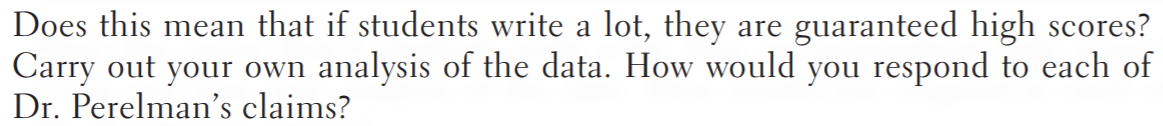 Does this mean that if students write a lot, they are guaranteed high scores?
Carry out your own analysis of the data. How would you respond to each of
Dr. Perelman’s claims?